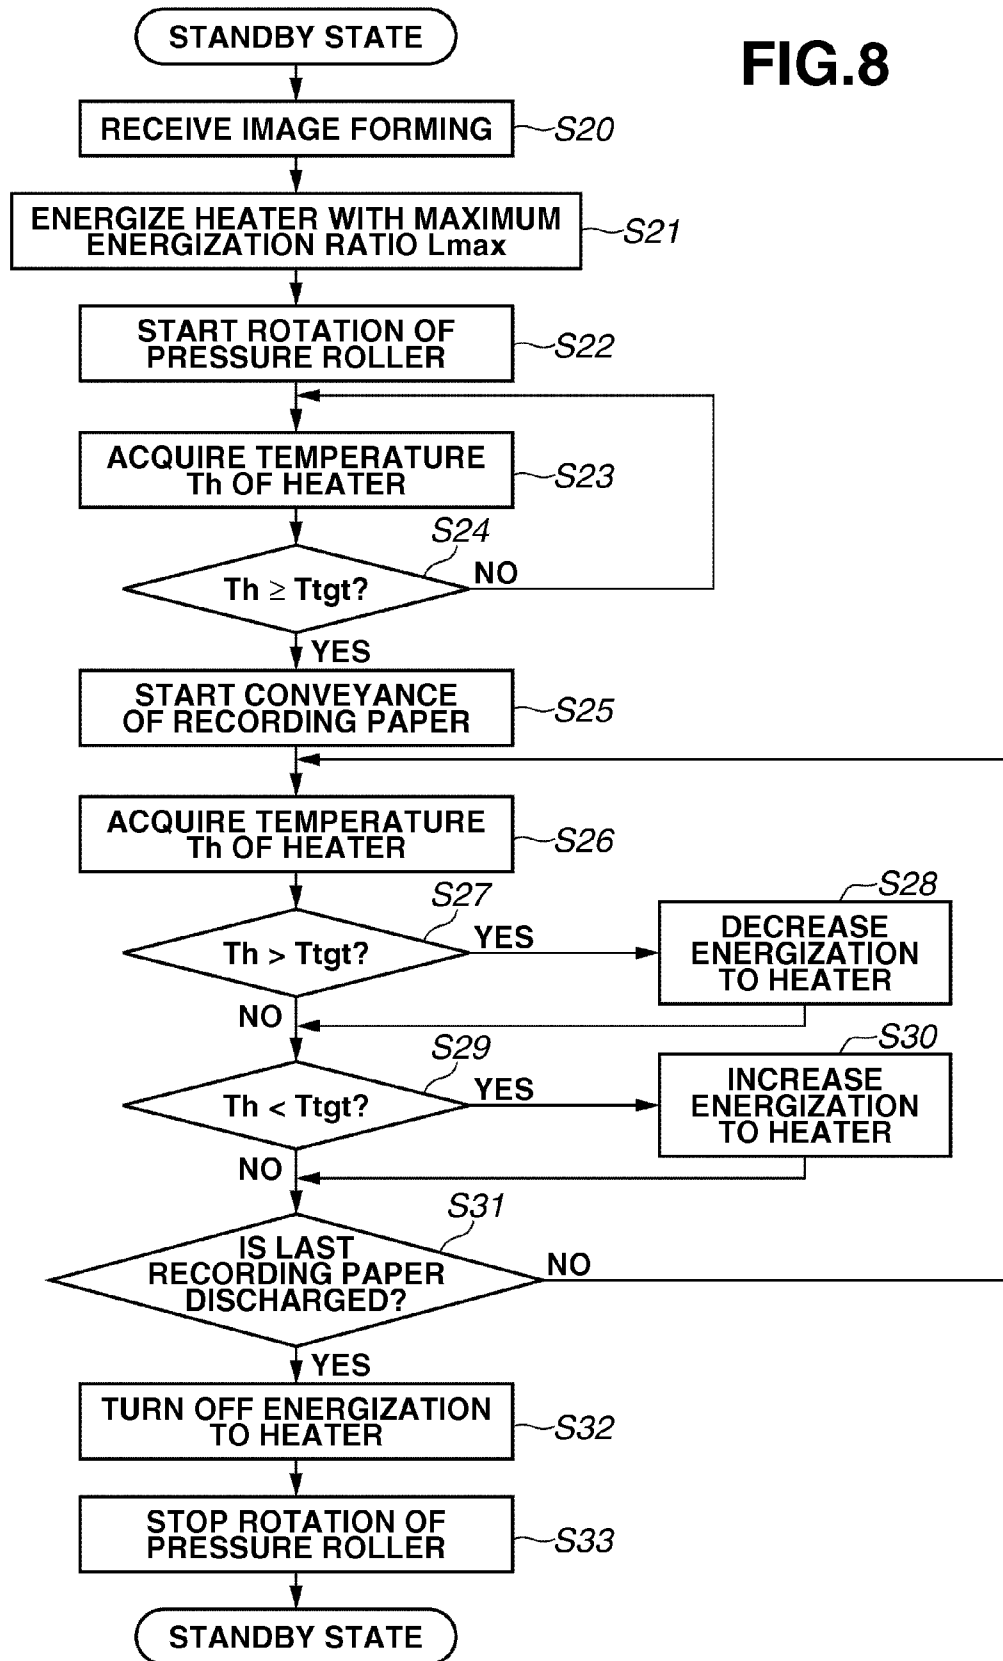 FIG.8
STANDBY STATE
RECEIVE IMAGE FORMING
S20
ENERGIZE HEATER WITH MAXIMUM
ENERGIZATION RATIO Lmax
S21
START ROTATION OF
PRESSURE ROLLER
S22
ACQUIRE TEMPERATURE
Th OF HEATER
S23
S24
Th ≥ Ttgt?
NO
YES
START CONVEYANCE
OF RECORDING PAPER
S25
ACQUIRE TEMPERATURE
Th OF HEATER
S26
S27
Th > Ttgt?
YES
S28
DECREASE
ENERGIZATION
TO HEATER
NO
S29
Th < Ttgt?
YES
S30
INCREASE
ENERGIZATION
TO HEATER
NO
S31
IS LAST
RECORDING PAPER
DISCHARGED?
NO
YES
TURN OFF ENERGIZATION
TO HEATER
S32
STOP ROTATION OF
PRESSURE ROLLER
S33
STANDBY STATE